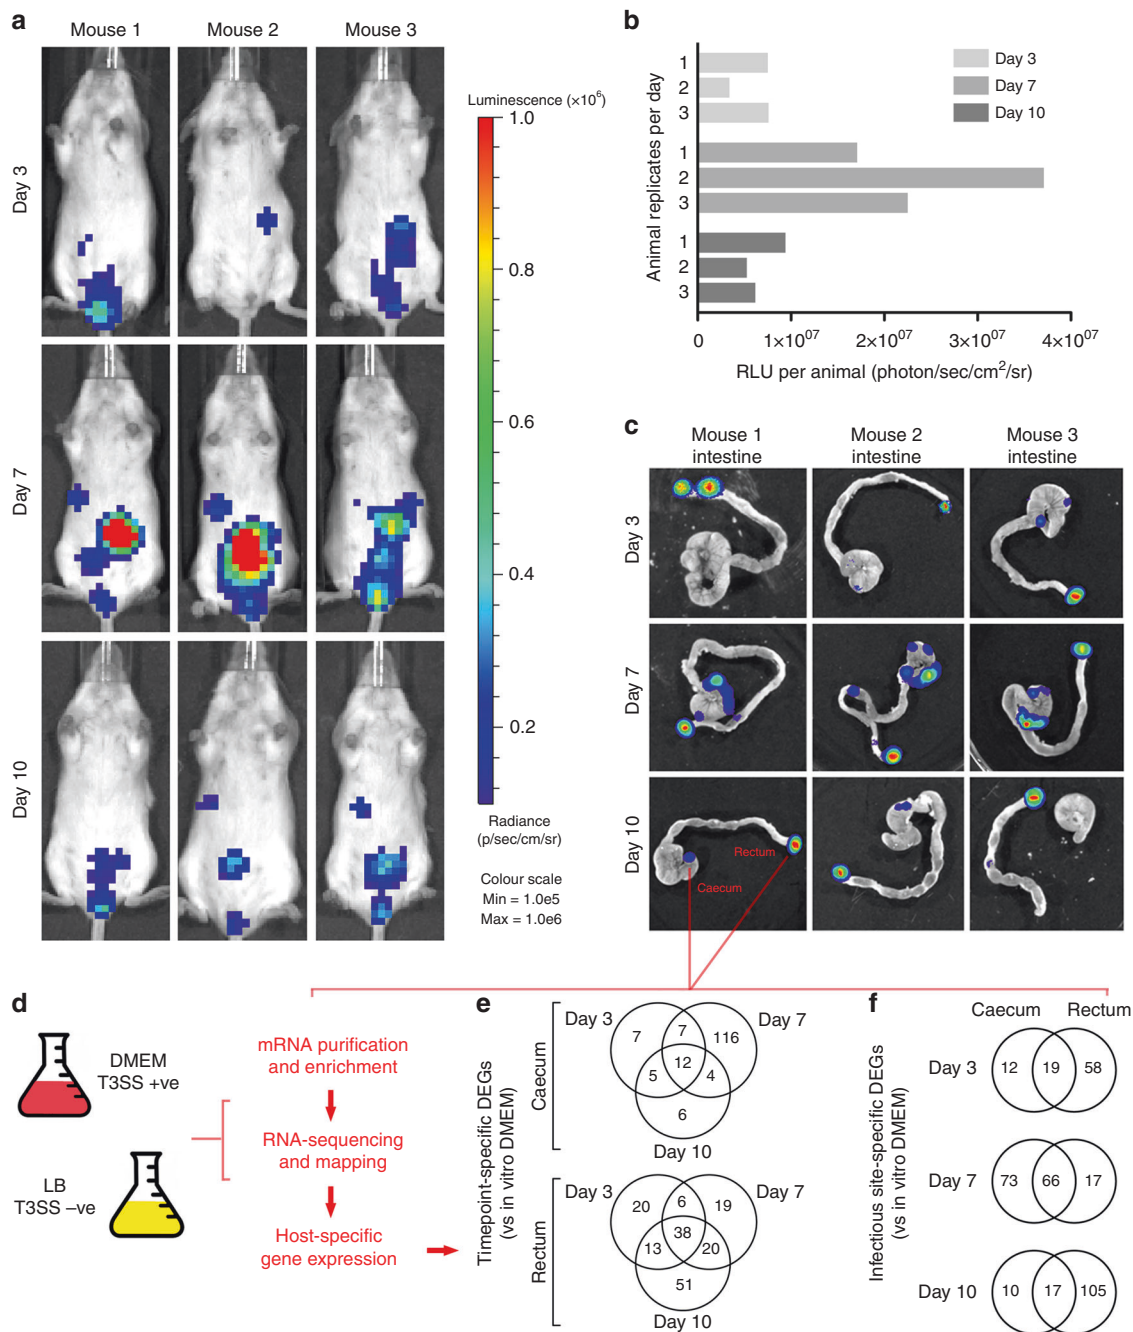 a
Mouse 1
Mouse 2
Mouse 3
Day 3
Day 7
Day 10
Luminescence (×10⁶)
1.0
0.8
0.6
0.4
0.2
Radiance
(p/sec/cm/sr)
Colour scale
Min = 1.0e5
Max = 1.0e6
b
Animal replicates per day
1
2
3
1
2
3
1
2
3
Day 3
Day 7
Day 10
0
1×10⁰⁷
2×10⁰⁷
3×10⁰⁷
4×10⁰⁷
RLU per animal (photon/sec/cm²/sr)
c
Mouse 1
intestine
Mouse 2
intestine
Mouse 3
intestine
Day 3
Day 7
Day 10
Rectum
Caecum
d
DMEM
T3SS +ve
LB
T3SS –ve
mRNA purification
and enrichment
RNA-sequencing
and mapping
Host-specific
gene expression
e
Timepoint-specific DEGs
(vs in vitro DMEM)
Caecum
Day 3
Day 7
Day 10
7
7
116
12
5
4
6
Rectum
Day 3
Day 7
Day 10
20
6
19
38
13
20
51
f
Infectious site-specific DEGs
(vs in vitro DMEM)
Caecum
Rectum
Day 3
12
19
58
Day 7
73
66
17
Day 10
10
17
105